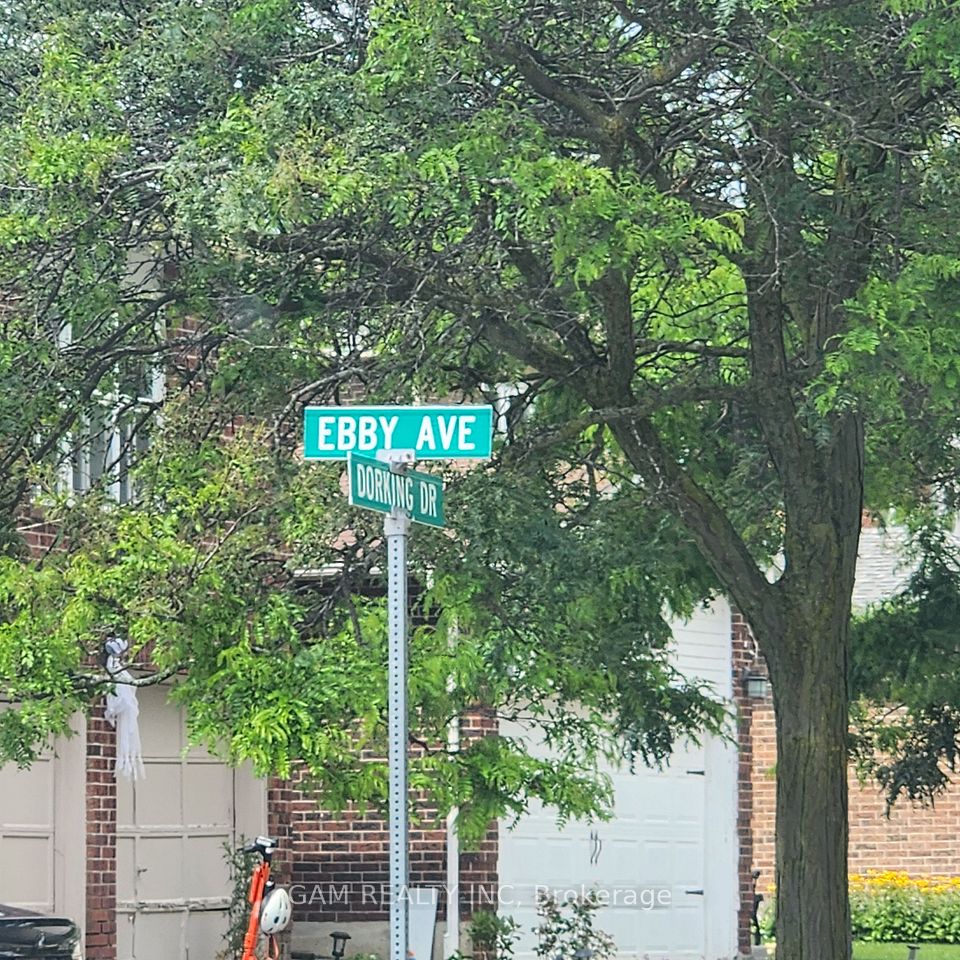 EBBY AVE
DORKING DR
GAM REALTY INC, Brokerage